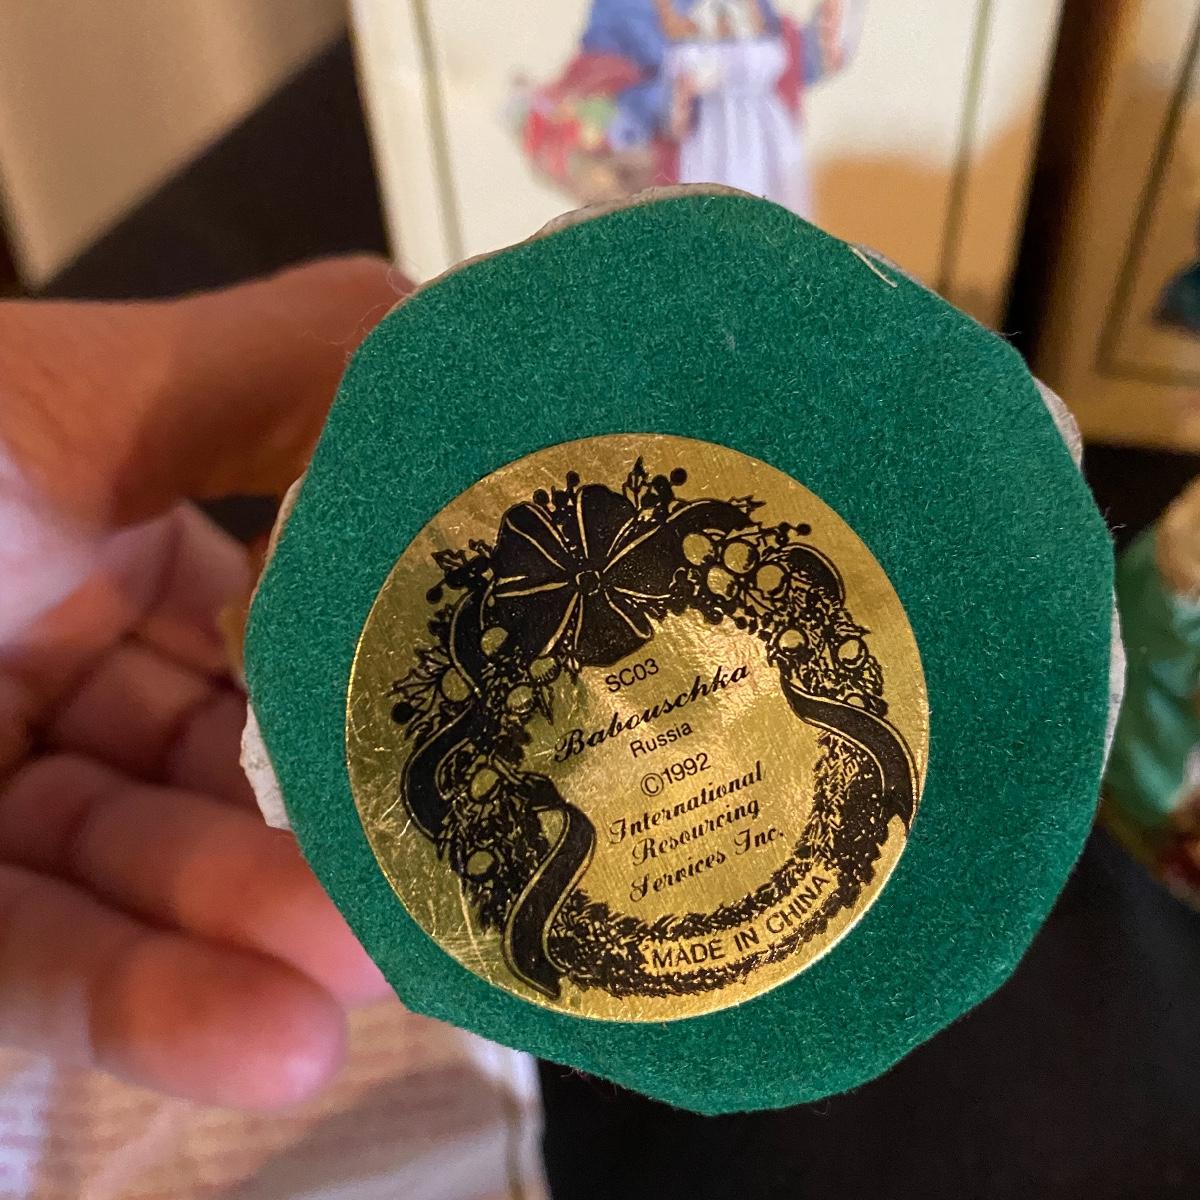 SC03
Babouschka
Russia
©1992
International
Resourcing
Services Inc.
MADE IN CHINA